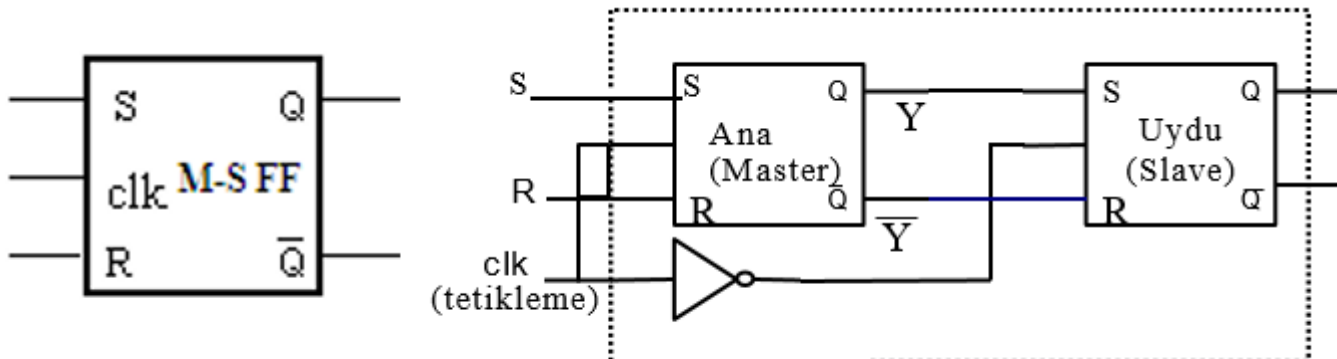 S Q
clk M-S FF
R Q̅
S
R
clk
(tetikleme)
S Q
Ana
(Master)
R Q̅
Y
Y̅
S Q
Uydu
(Slave)
R Q̅